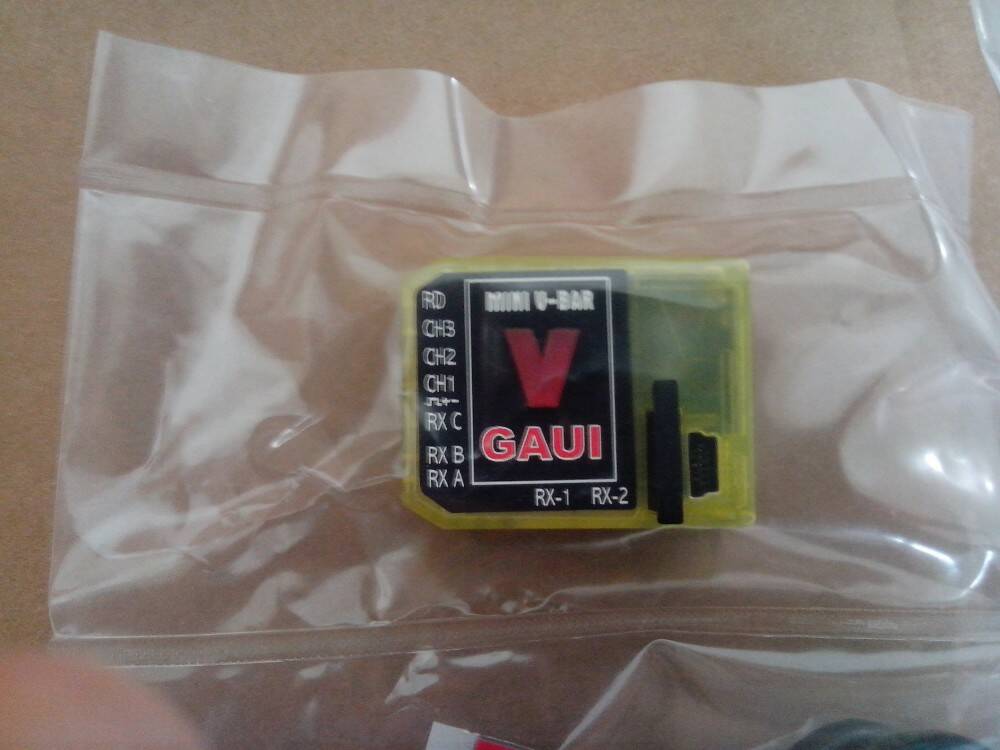 MINI V-BAR
V
GAUI
RD
CH3
CH2
CH1
RX C
RX B
RX A
RX-1 RX-2